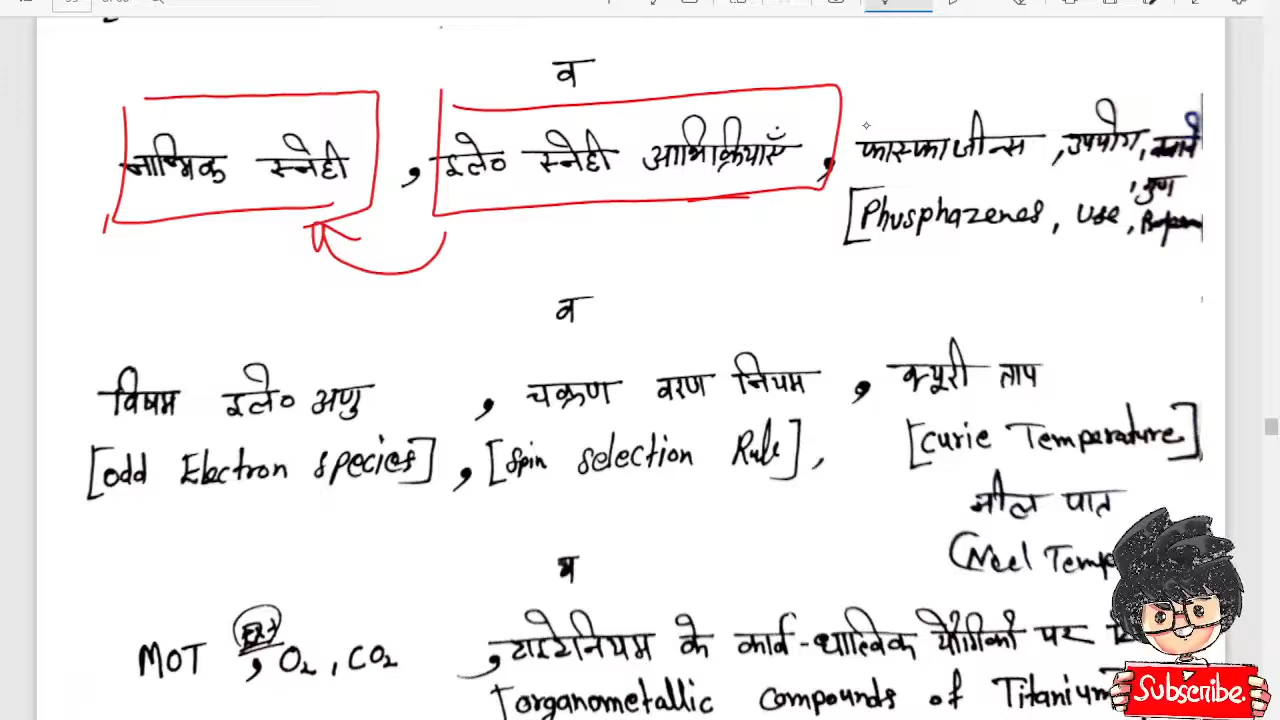 व
नाभिक स्नेही , इले० स्नेही आभिक्रियाएँ , फास्फाजीन्स , उपयोग,
गुण
[Phusphazenes, use,
व
विषम इले० अणु , चक्रण वरण नियम , क्यूरी ताप
[odd Electron species] , [spin selection Rule] , [curie Temperature]
नील पात
(Neel Temp
व
MOT , O₂ , CO₂ , टाइटेनियम के कार्ब-धात्विक यौगिकों पर
[organometallic compounds of Titanium
Subscribe.